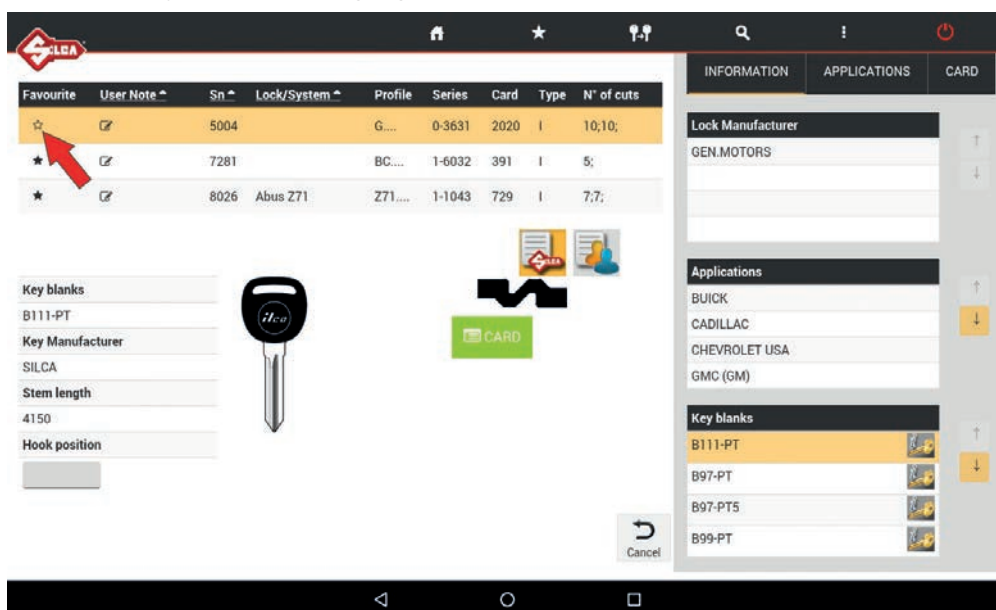 SILCA
INFORMATION APPLICATIONS CARD
Favourite User Note Sn Lock/System Profile Series Card Type N° of cuts
5004 G.... 0-3631 2020 I 10;10;
7281 BC.... 1-6032 391 I 5;
8026 Abus Z71 Z71.... 1-1043 729 I 7;7;
SILCA
Key blanks
B111-PT
Key Manufacturer
SILCA
Stem length
4150
Hook position
ilco
CARD
Cancel
Lock Manufacturer
GEN.MOTORS
Applications
BUICK
CADILLAC
CHEVROLET USA
GMC (GM)
Key blanks
B111-PT
B97-PT
B97-PT5
B99-PT